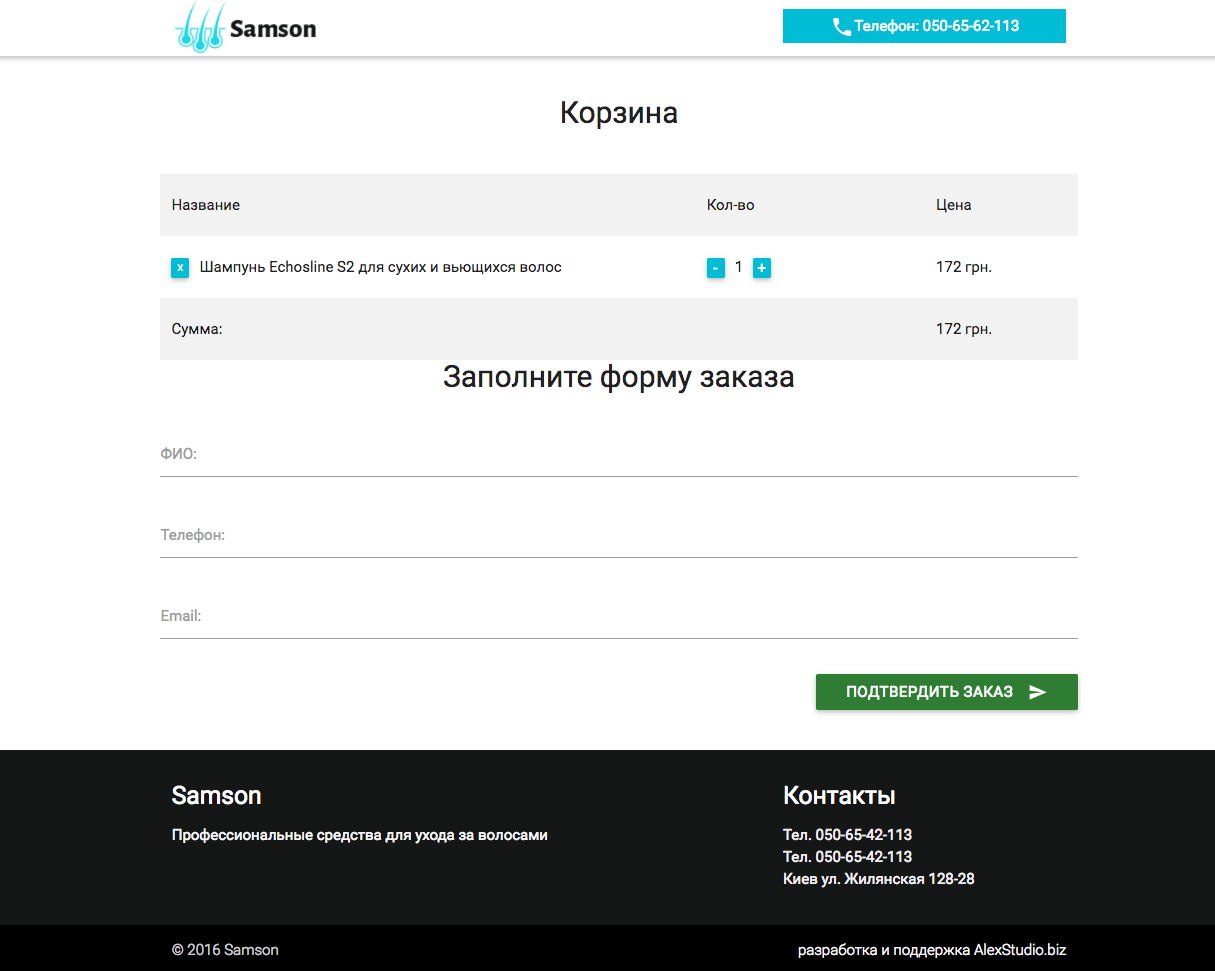 Samson
Телефон: 050-65-62-113
Корзина
Название Кол-во Цена
x Шампунь Echosline S2 для сухих и вьющихся волос - 1 + 172 грн.
Сумма: 172 грн.
Заполните форму заказа
ФИО:
Телефон:
Email:
ПОДТВЕРДИТЬ ЗАКАЗ
Samson
Профессиональные средства для ухода за волосами
Контакты
Тел. 050-65-42-113
Тел. 050-65-42-113
Киев ул. Жилянская 128-28
© 2016 Samson
разработка и поддержка AlexStudio.biz